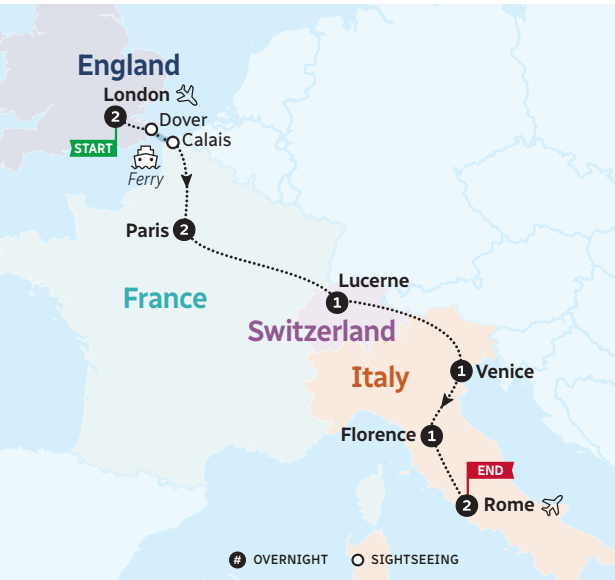 England
London
2
Dover
START
Calais
Ferry
Paris 2
Lucerne
France
1
Switzerland
1 Venice
Italy
Florence 1
END
2 Rome
# OVERNIGHT SIGHTSEEING